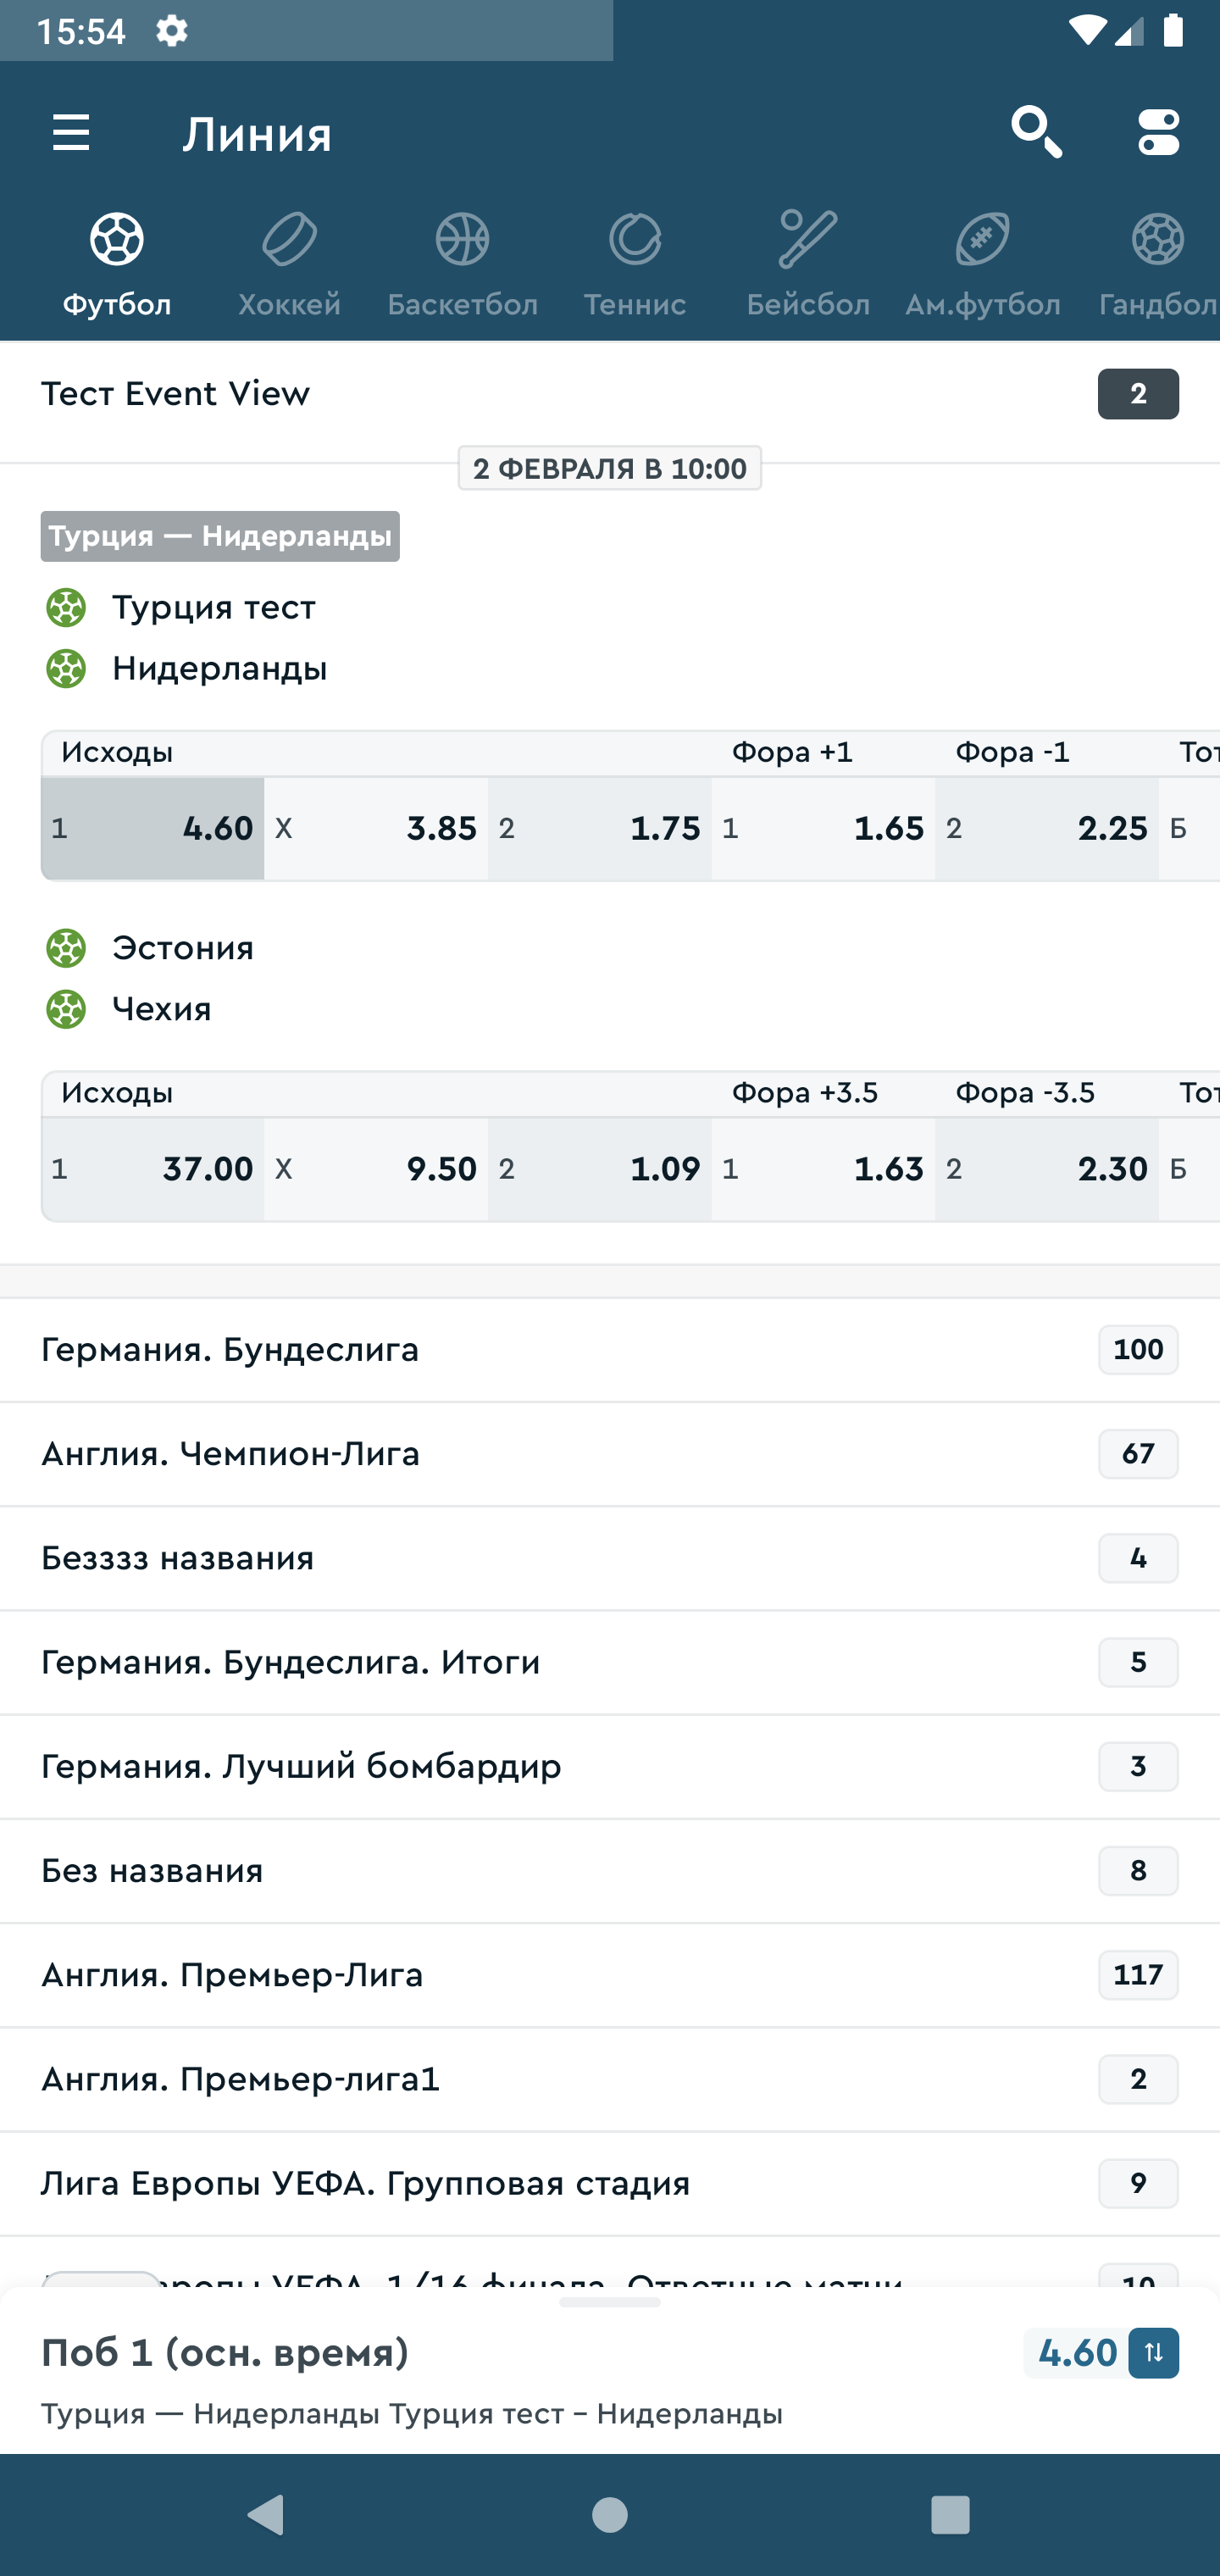 15:54
Линия
Футбол Хоккей Баскетбол Теннис Бейсбол Ам.футбол Гандбол
Тест Event View 2
2 ФЕВРАЛЯ В 10:00
Турция — Нидерланды
Турция тест
Нидерланды
Исходы Фора +1 Фора -1
1 4.60 X 3.85 2 1.75 1 1.65 2 2.25 Б
Эстония
Чехия
Исходы Фора +3.5 Фора -3.5
1 37.00 X 9.50 2 1.09 1 1.63 2 2.30 Б
Германия. Бундеслига 100
Англия. Чемпион-Лига 67
Безззз названия 4
Германия. Бундеслига. Итоги 5
Германия. Лучший бомбардир 3
Без названия 8
Англия. Премьер-Лига 117
Англия. Премьер-лига1 2
Лига Европы УЕФА. Групповая стадия 9
УЕФА. 1/16 финала. Ответные матчи 10
Поб 1 (осн. время) 4.60
Турция — Нидерланды Турция тест – Нидерланды